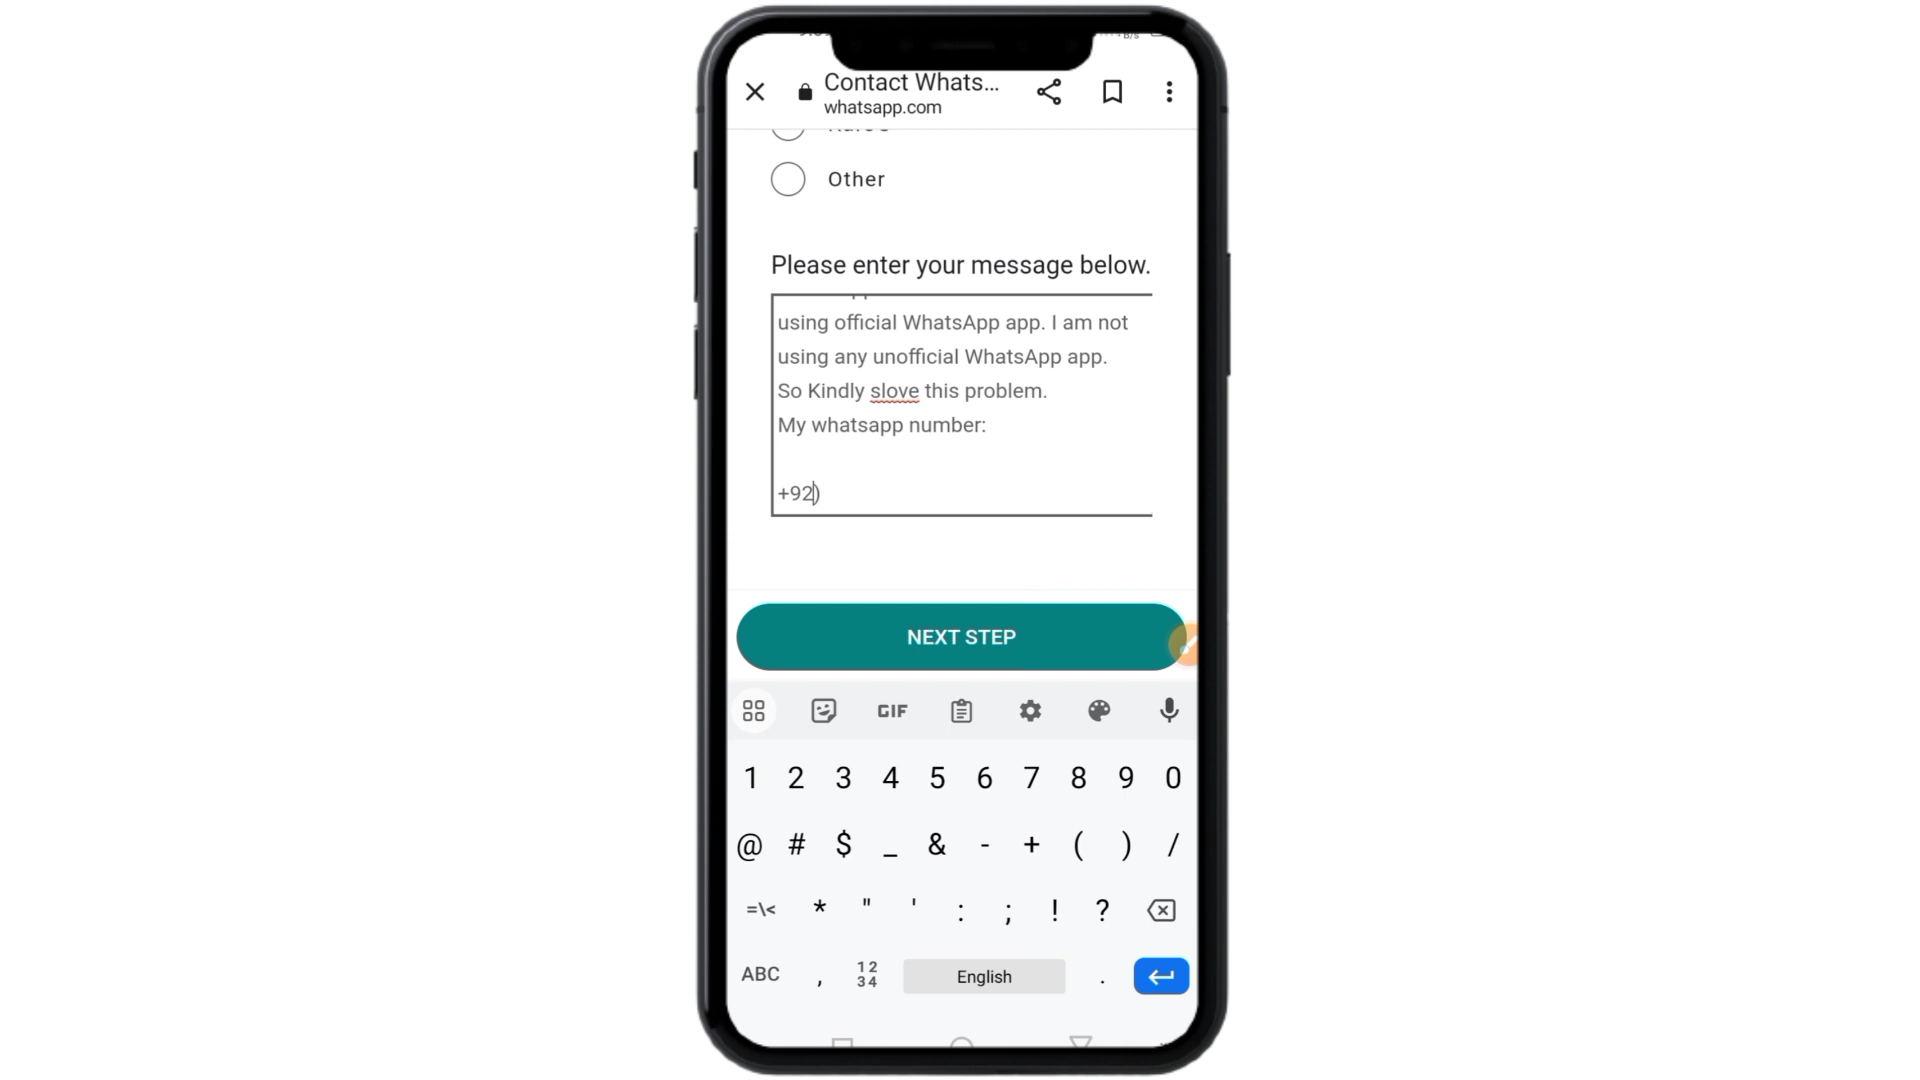 B/s
Contact Whats...
whatsapp.com
Other
Please enter your message below.
using official WhatsApp app. I am not
using any unofficial WhatsApp app.
So Kindly slove this problem.
My whatsapp number:
+92)
NEXT STEP
GIF
1 2 3 4 5 6 7 8 9 0
@ # $ _ & - + ( ) /
=\< * " ' : ; ! ?
ABC , 12 34 English .